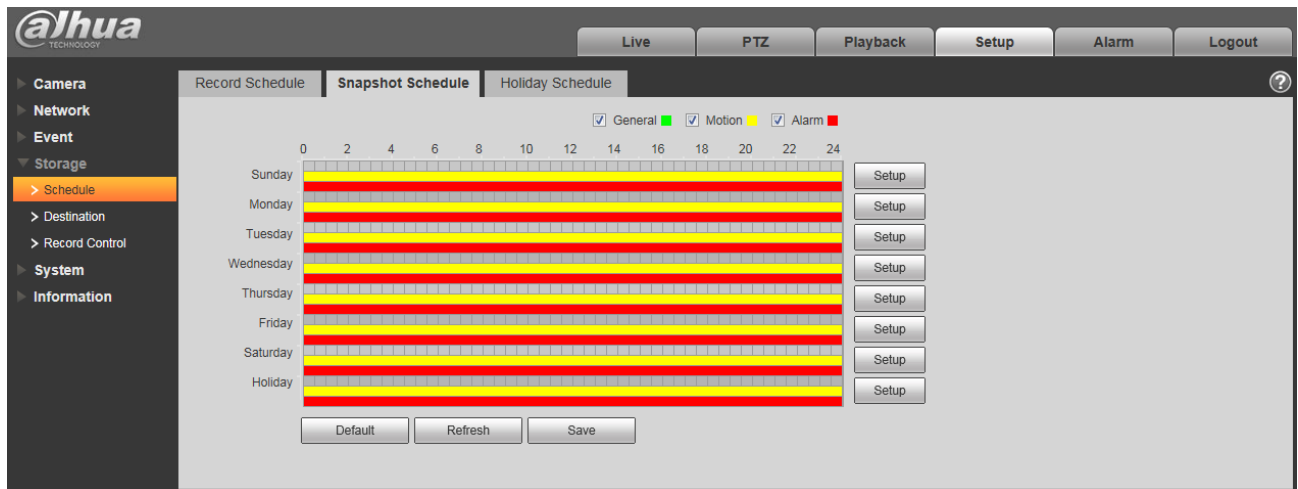 alhua
TECHNOLOGY
Live PTZ Playback Setup Alarm Logout
Camera
Network
Event
Storage
> Schedule
> Destination
> Record Control
System
Information
Record Schedule Snapshot Schedule Holiday Schedule ?
General Motion Alarm
0 2 4 6 8 10 12 14 16 18 20 22 24
Sunday Setup
Monday Setup
Tuesday Setup
Wednesday Setup
Thursday Setup
Friday Setup
Saturday Setup
Holiday Setup
Default Refresh Save